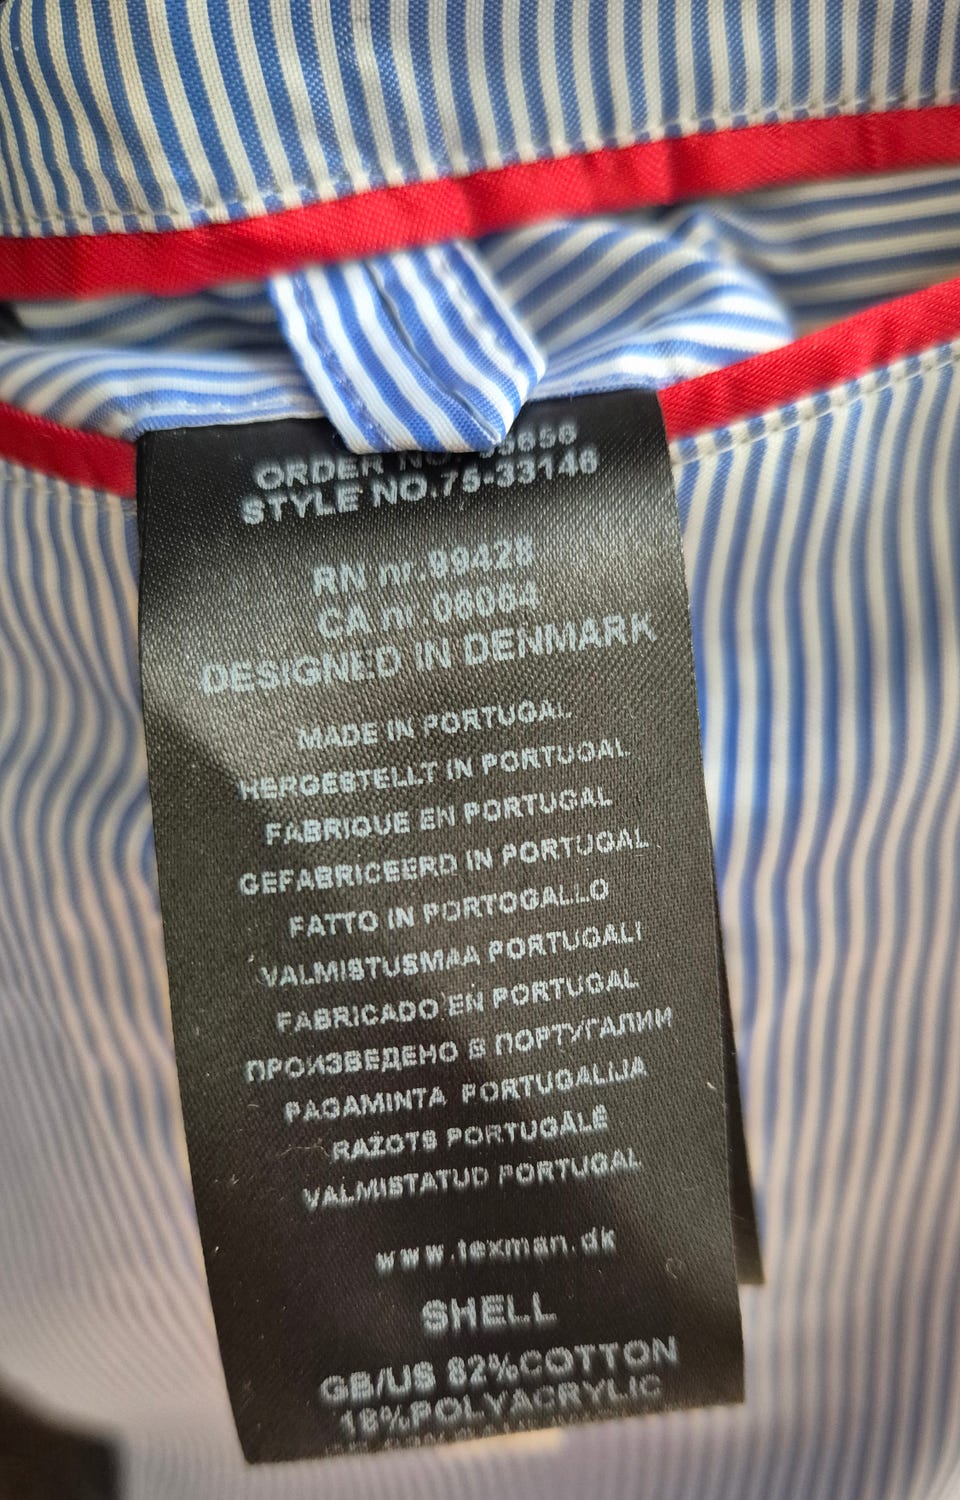 ORDER NO.
STYLE NO.75-33146
RN nr.99428
CA nr.06064
DESIGNED IN DENMARK
MADE IN PORTUGAL
HERGESTELLT IN PORTUGAL
FABRIQUE EN PORTUGAL
GEFABRICEERD IN PORTUGAL
FATTO IN PORTOGALLO
VALMISTUSMAA PORTUGALI
FABRICADO EN PORTUGAL
ПРОИЗВЕДЕНО В ПОРТУГАЛИИ
PAGAMINTA PORTUGALIJA
RAŽOTS PORTUGĀLĒ
VALMISTATUD PORTUGAL
www.texman.dk
SHELL
GB/US 82%COTTON
18%POLYACRYLIC